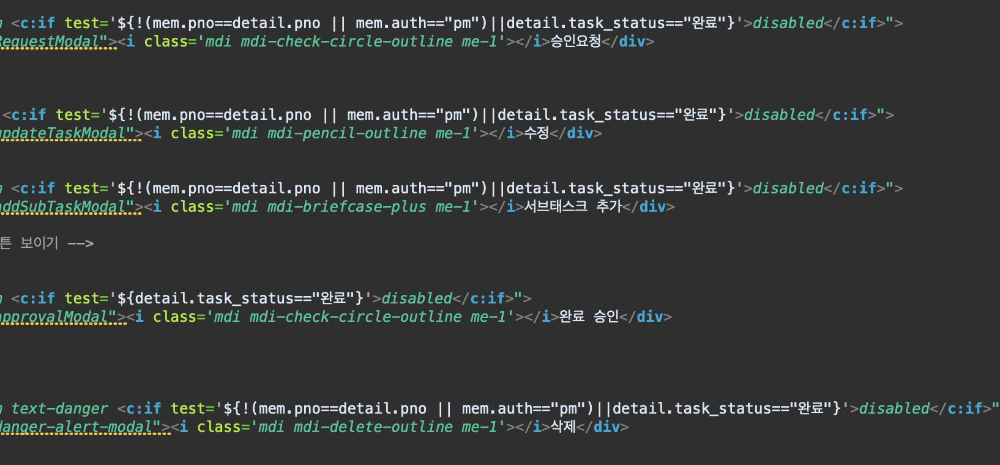 <c:if test='${!(mem.pno==detail.pno || mem.auth=="pm")||detail.task_status=="완료"}'>disabled</c:if>">
RequestModal"><i class='mdi mdi-check-circle-outline me-1'></i>승인요청</div>
<c:if test='${!(mem.pno==detail.pno || mem.auth=="pm")||detail.task_status=="완료"}'>disabled</c:if>">
updateTaskModal"><i class='mdi mdi-pencil-outline me-1'></i>수정</div>
<c:if test='${!(mem.pno==detail.pno || mem.auth=="pm")||detail.task_status=="완료"}'>disabled</c:if>">
addSubTaskModal"><i class='mdi mdi-briefcase-plus me-1'></i>서브태스크 추가</div>
튼 보이기 -->
<c:if test='${detail.task_status=="완료"}'>disabled</c:if>">
approvalModal"><i class='mdi mdi-check-circle-outline me-1'></i>완료 승인</div>
text-danger <c:if test='${!(mem.pno==detail.pno || mem.auth=="pm")||detail.task_status=="완료"}'>disabled</c:if>"
danger-alert-modal"><i class='mdi mdi-delete-outline me-1'></i>삭제</div>